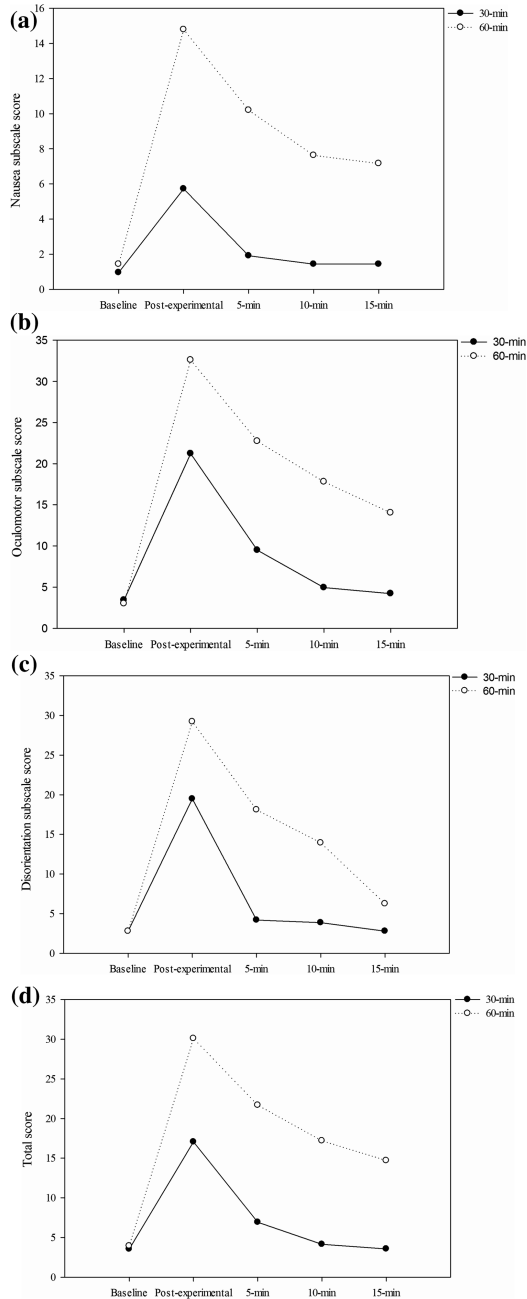 (a)
16
14
12
10
8
6
4
2
0
Nausea subscale score
Baseline Post-experimental 5-min 10-min 15-min
30-min
60-min
(b)
35
30
25
20
15
10
5
0
Oculomotor subscale score
Baseline Post-experimental 5-min 10-min 15-min
30-min
60-min
(c)
35
30
25
20
15
10
5
0
Disorientation subscale score
Baseline Post-experimental 5-min 10-min 15-min
30-min
60-min
(d)
35
30
25
20
15
10
5
0
Total score
Baseline Post-experimental 5-min 10-min 15-min
30-min
60-min